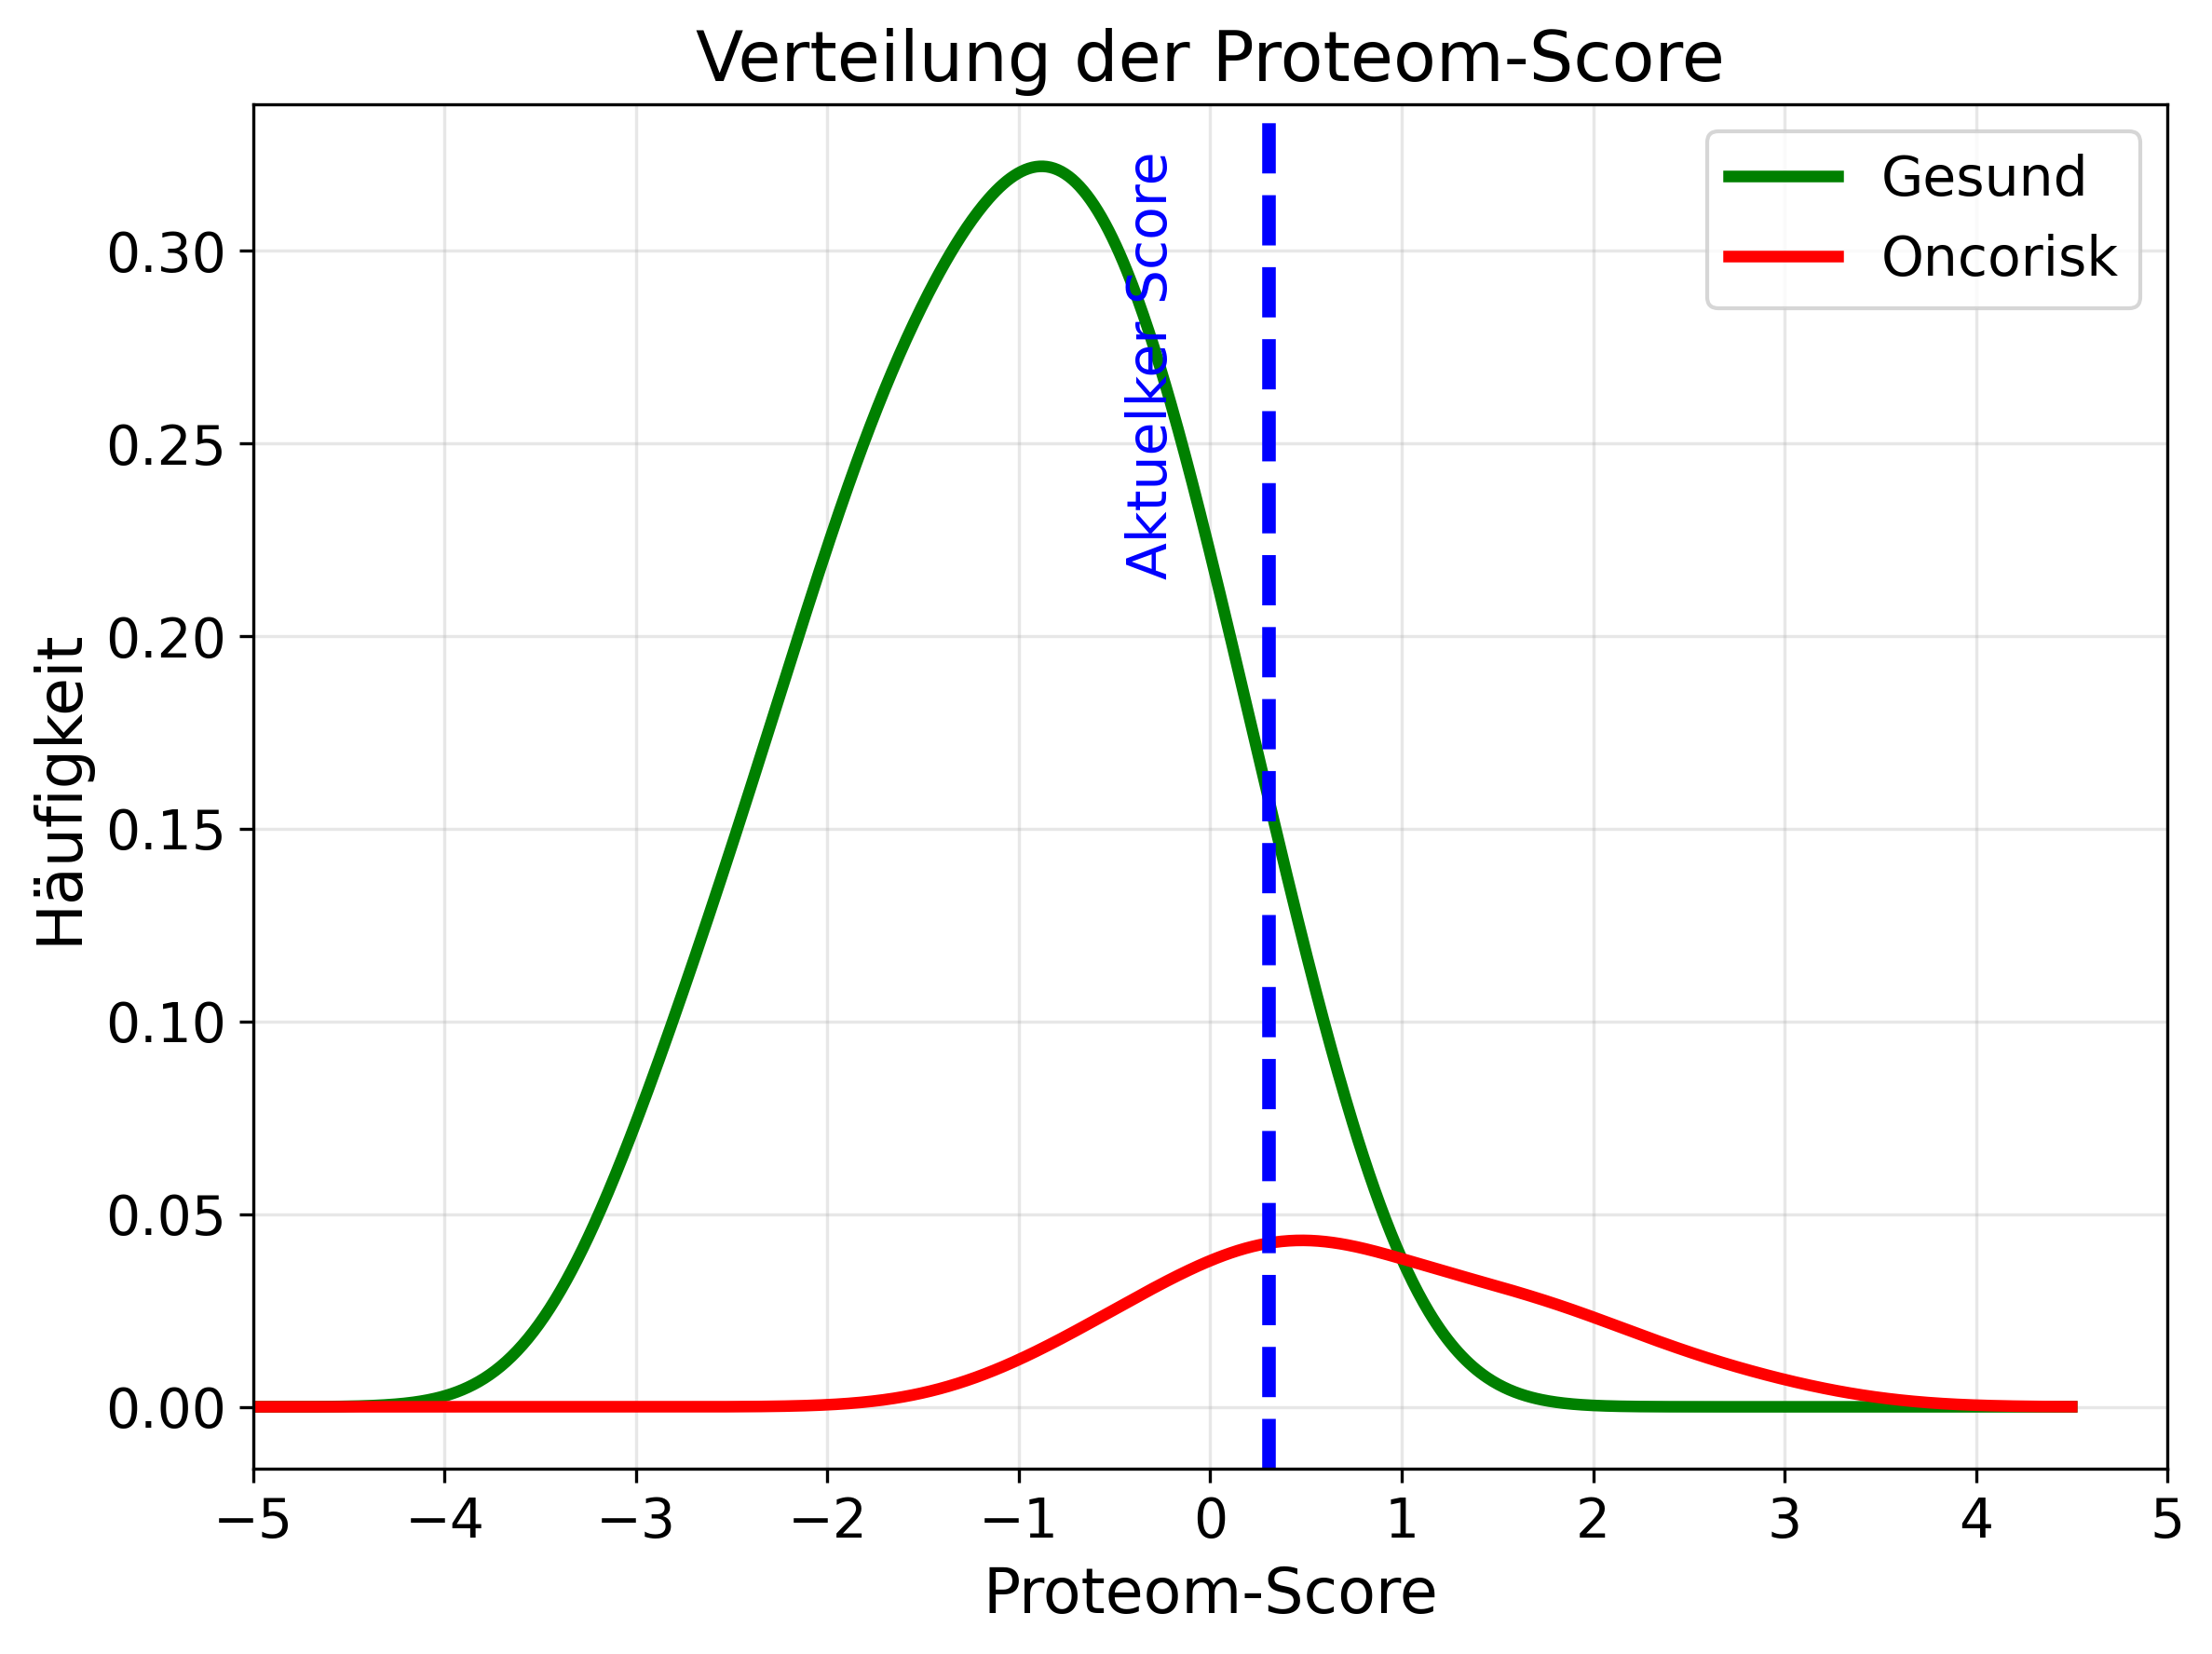 Verteilung der Proteom-Score
Gesund
Oncorisk
Aktuelker Score
Häufigkeit
0.30
0.25
0.20
0.15
0.10
0.05
0.00
−5 −4 −3 −2 −1 0 1 2 3 4 5
Proteom-Score